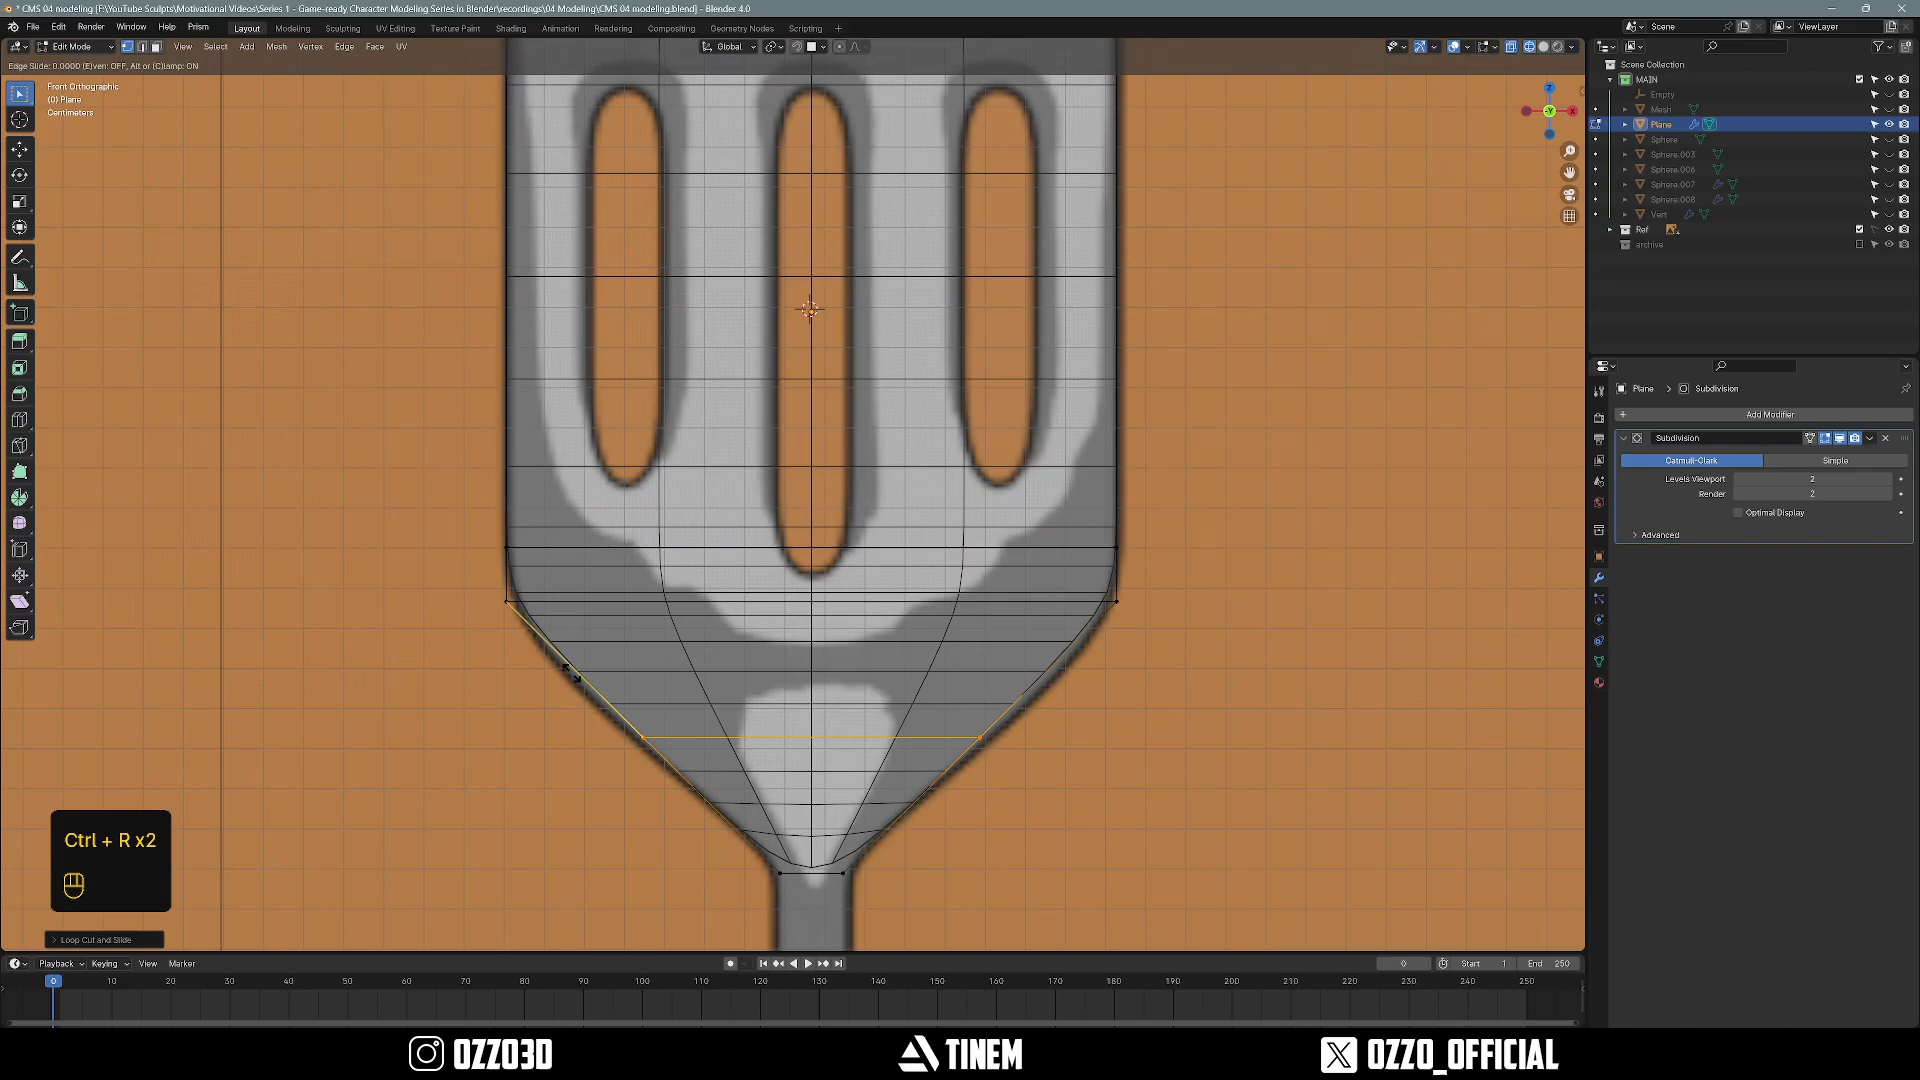 * CMS 04 modeling [F:\YouTube Sculpts\Motivational Videos\Series 1 - Game-ready Character Modeling Series in Blender\recordings\04 Modeling\CMS 04 modeling.blend] - Blender 4.0
File Edit Render Window Help Prism Layout Modeling Sculpting UV Editing Texture Paint Shading Animation Rendering Compositing Geometry Nodes Scripting +
Scene ViewLayer
Edit Mode View Select Add Mesh Vertex Edge Face UV Global
Edge Slide: 0.0000 (E)ven: OFF, Alt or (C)lamp: ON
Front Orthographic
(0) Plane
Centimeters
Z
-Y
X
Scene Collection
MAIN
Empty
Mesh
Plane
Sphere
Sphere.003
Sphere.006
Sphere.007
Sphere.008
Vert
Ref
archive
Plane > Subdivision
+ Add Modifier
Subdivision
Catmull-Clark Simple
Levels Viewport 2
Render 2
Optimal Display
Advanced
Ctrl + R x2
Loop Cut and Slide
Playback Keying View Marker 0 Start 1 End 250
0 10 20 30 40 50 60 70 80 90 100 110 120 130 140 150 160 170 180 190 200 210 220 230 240 250
OZZO3D TINEM OZZO_OFFICIAL